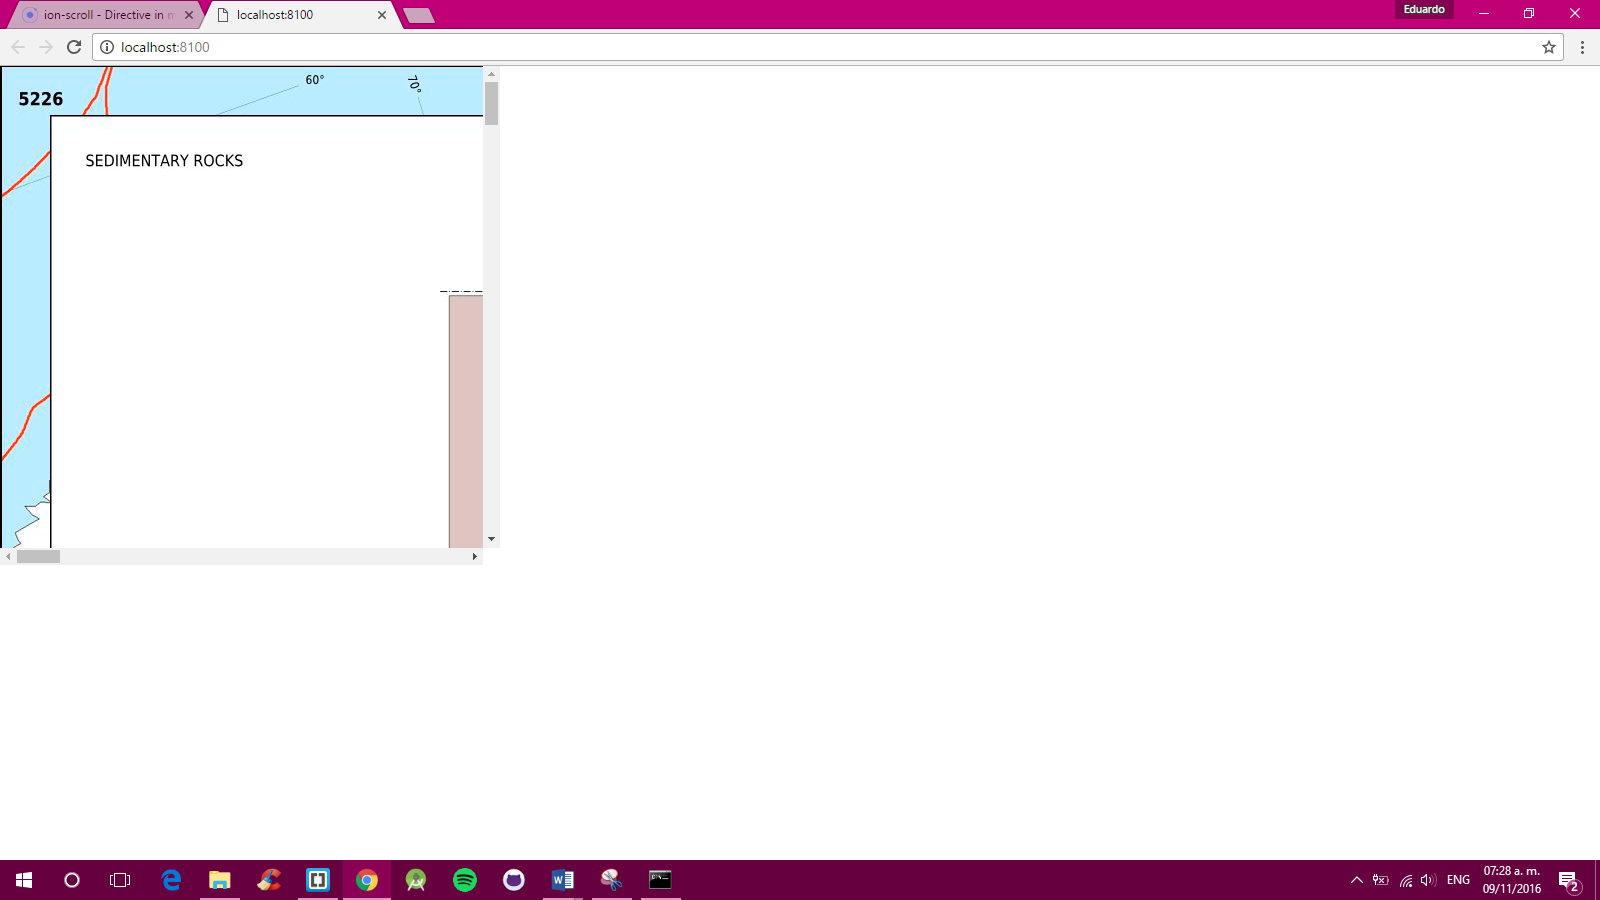 Eduardo
ion-scroll - Directive in m
localhost:8100
localhost:8100
60°
70°
5226
SEDIMENTARY ROCKS
ENG
07:28 a. m.
09/11/2016
2